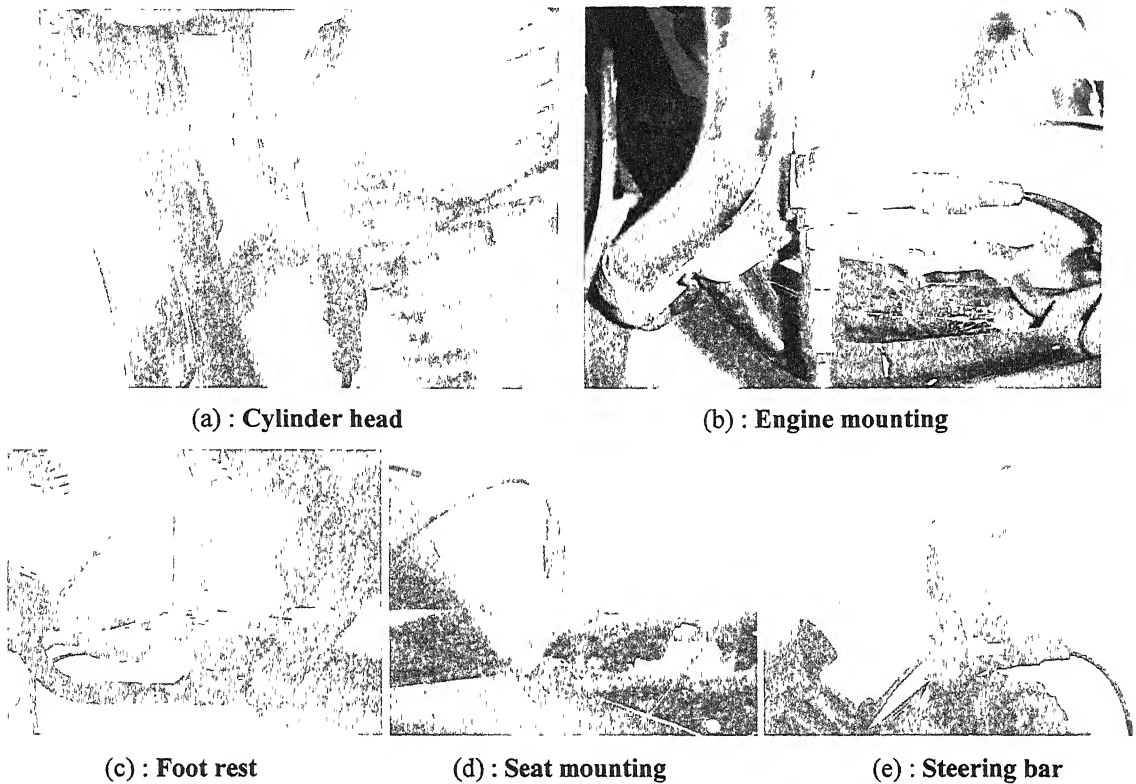 (a) : Cylinder head
(b) : Engine mounting
(c) : Foot rest
(d) : Seat mounting
(e) : Steering bar